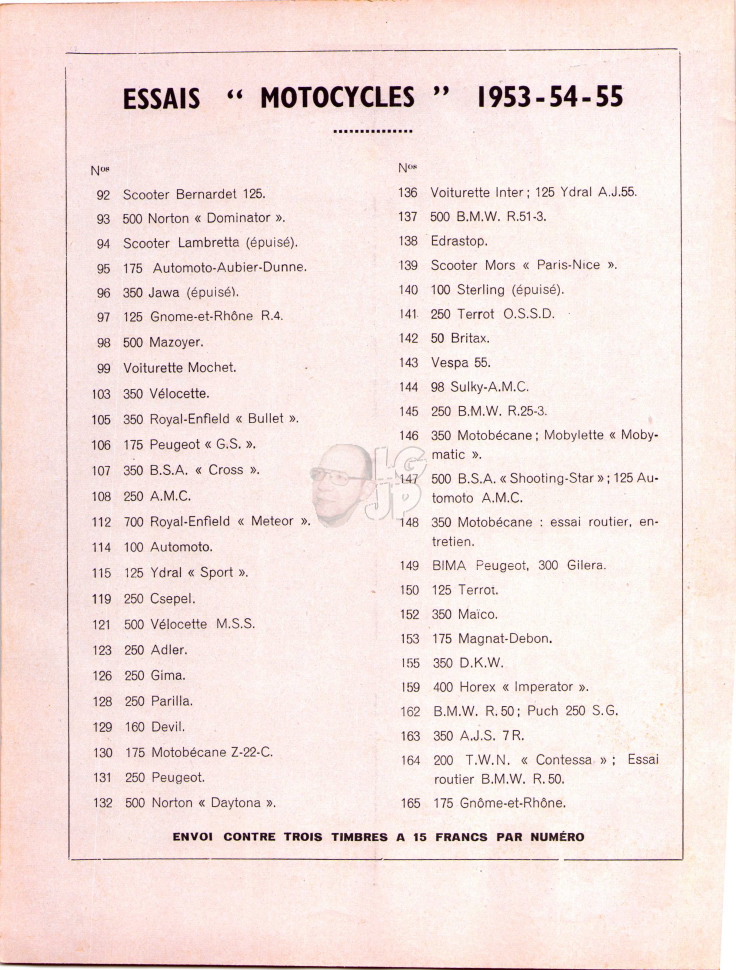 ESSAIS “ MOTOCYCLES ” 1953-54-55
Nos
92 Scooter Bernardet 125.
93 500 Norton « Dominator ».
94 Scooter Lambretta (épuisé).
95 175 Automoto-Aubier-Dunne.
96 350 Jawa (épuisé).
97 125 Gnome-et-Rhône R.4.
98 500 Mazoyer.
99 Voiturette Mochet.
103 350 Vélocette.
105 350 Royal-Enfield « Bullet ».
106 175 Peugeot « G.S. ».
107 350 B.S.A. « Cross ».
108 250 A.M.C.
112 700 Royal-Enfield « Meteor ».
114 100 Automoto.
115 125 Ydral « Sport ».
119 250 Csepel.
121 500 Vélocette M.S.S.
123 250 Adler.
126 250 Gima.
128 250 Parilla.
129 160 Devil.
130 175 Motobécane Z-22-C.
131 250 Peugeot.
132 500 Norton « Daytona ».
Nos
136 Voiturette Inter ; 125 Ydral A.J.55.
137 500 B.M.W. R.51-3.
138 Edrastop.
139 Scooter Mors « Paris-Nice ».
140 100 Sterling (épuisé).
141 250 Terrot O.S.S.D.
142 50 Britax.
143 Vespa 55.
144 98 Sulky-A.M.C.
145 250 B.M.W. R.25-3.
146 350 Motobécane ; Mobylette « Moby-
matic ».
147 500 B.S.A. « Shooting-Star » ; 125 Au-
tomoto A.M.C.
148 350 Motobécane : essai routier, en-
tretien.
149 BIMA Peugeot, 300 Gilera.
150 125 Terrot.
152 350 Maïco.
153 175 Magnat-Debon.
155 350 D.K.W.
159 400 Horex « Imperator ».
162 B.M.W. R.50 ; Puch 250 S.G.
163 350 A.J.S. 7 R.
164 200 T.W.N. « Contessa » ; Essai
routier B.M.W. R.50.
165 175 Gnôme-et-Rhône.
LG
JP
ENVOI CONTRE TROIS TIMBRES A 15 FRANCS PAR NUMÉRO